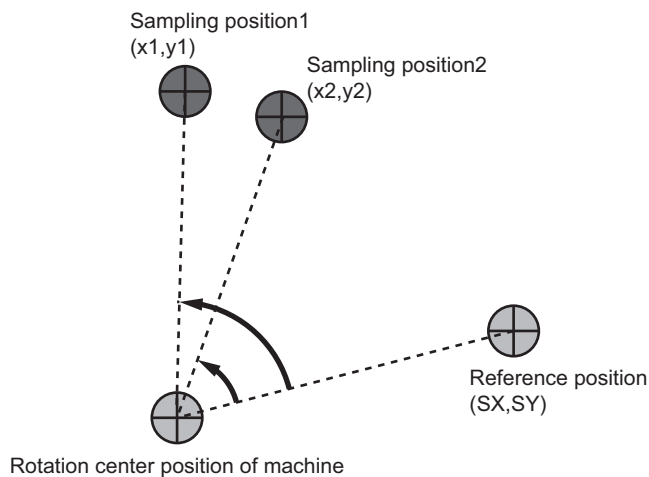 Sampling position1
(x1,y1)
Sampling position2
(x2,y2)
Reference position
(SX,SY)
Rotation center position of machine